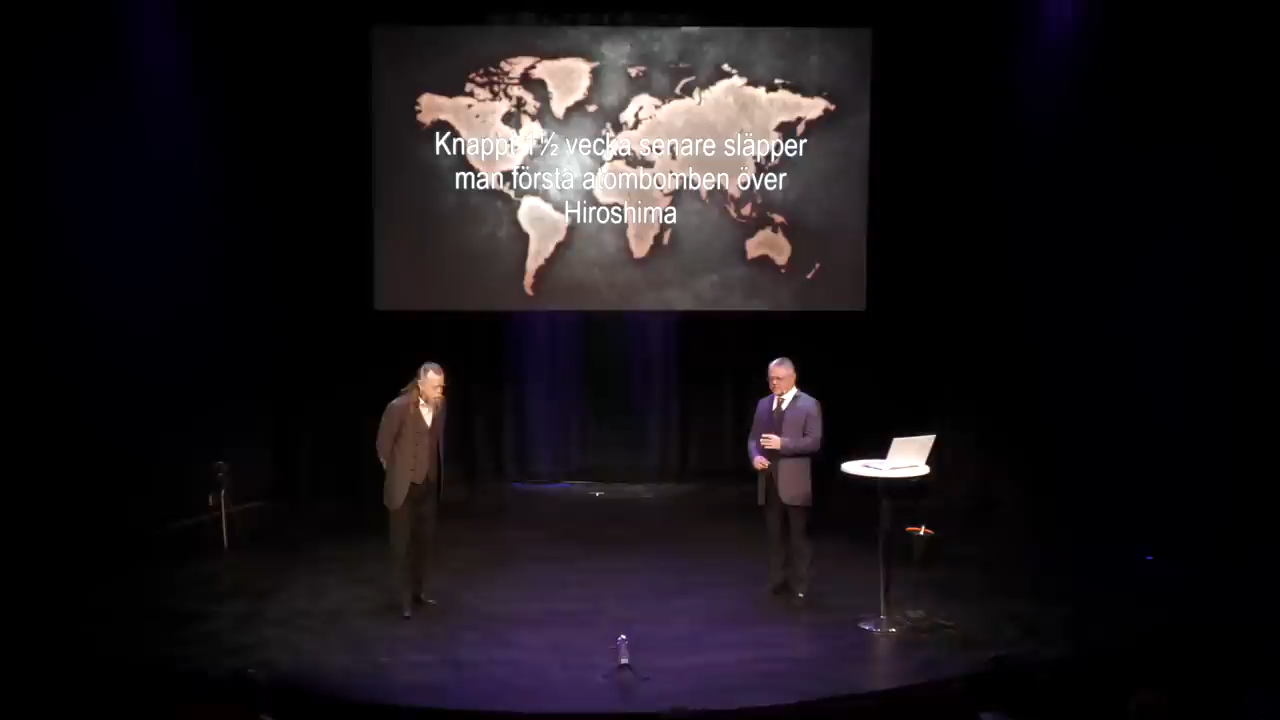 Knappt 1½ vecka senare släpper
man första atombomben över
Hiroshima